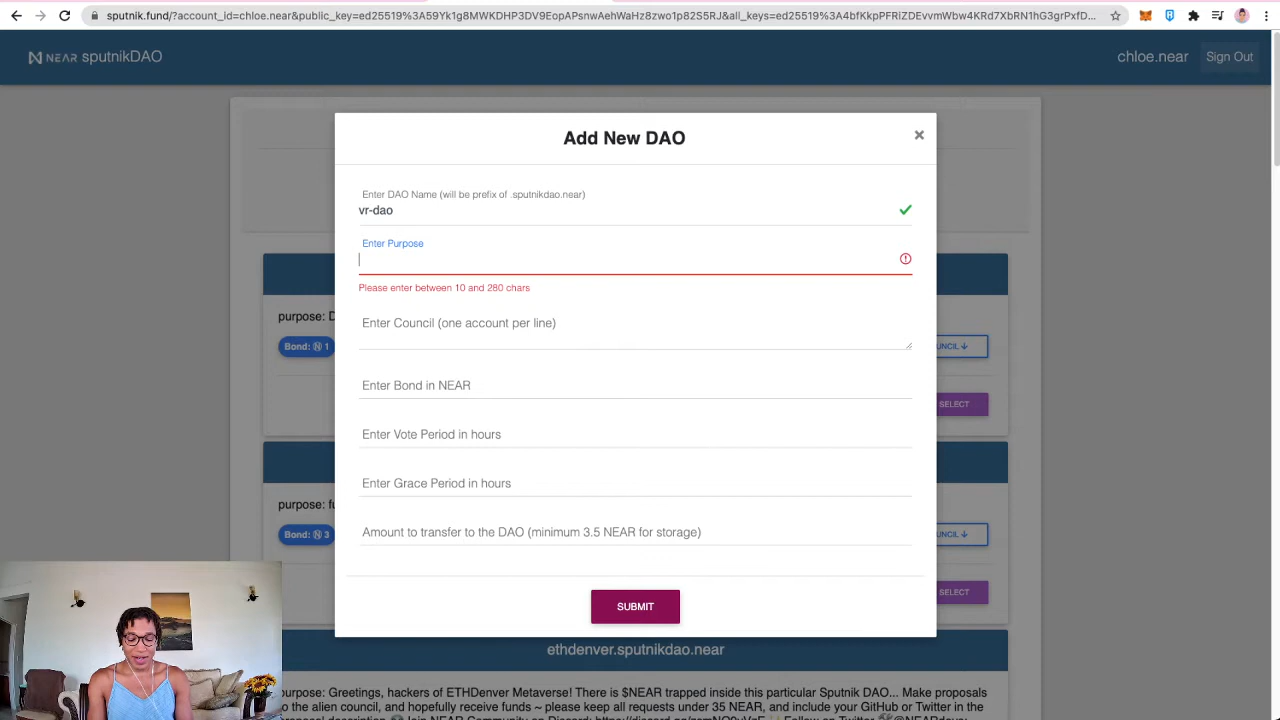 sputnik.fund/?account_id=chloe.near&public_key=ed25519%3A59Yk1g8MWKDHP3DV9EopAPsnwAehWaHz8zwo1p82S5RJ&all_keys=ed25519%3A4bfKkpPFRiZDEvvmWbw4KRd7XbRN1hG3grPxfD...
NEAR sputnikDAO
chloe.near
Sign Out
Add New DAO
×
Enter DAO Name (will be prefix of .sputnikdao.near)
vr-dao
Enter Purpose
Please enter between 10 and 280 chars
Enter Council (one account per line)
Enter Bond in NEAR
Enter Vote Period in hours
Enter Grace Period in hours
Amount to transfer to the DAO (minimum 3.5 NEAR for storage)
SUBMIT
purpose: D
Bond: Ⓝ 1
UNCIL
SELECT
purpose: fu
Bond: Ⓝ 3
UNCIL
SELECT
ethdenver.sputnikdao.near
purpose: Greetings, hackers of ETHDenver Metaverse! There is $NEAR trapped inside this particular Sputnik DAO... Make proposals
to the alien council, and hopefully receive funds ~ please keep all requests under 35 NEAR, and include your GitHub or Twitter in the